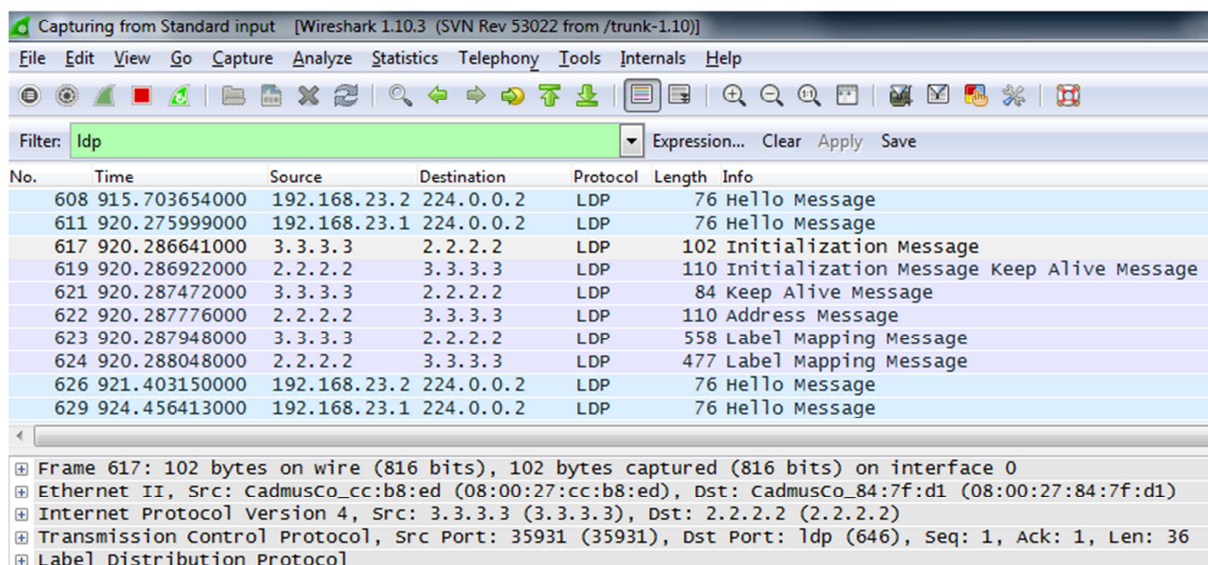 Capturing from Standard input [Wireshark 1.10.3 (SVN Rev 53022 from /trunk-1.10)]
File Edit View Go Capture Analyze Statistics Telephony Tools Internals Help
Filter: ldp Expression... Clear Apply Save
No. Time Source Destination Protocol Length Info
608 915.703654000 192.168.23.2 224.0.0.2 LDP 76 Hello Message
611 920.275999000 192.168.23.1 224.0.0.2 LDP 76 Hello Message
617 920.286641000 3.3.3.3 2.2.2.2 LDP 102 Initialization Message
619 920.286922000 2.2.2.2 3.3.3.3 LDP 110 Initialization Message Keep Alive Message
621 920.287472000 3.3.3.3 2.2.2.2 LDP 84 Keep Alive Message
622 920.287776000 2.2.2.2 3.3.3.3 LDP 110 Address Message
623 920.287948000 3.3.3.3 2.2.2.2 LDP 558 Label Mapping Message
624 920.288048000 2.2.2.2 3.3.3.3 LDP 477 Label Mapping Message
626 921.403150000 192.168.23.2 224.0.0.2 LDP 76 Hello Message
629 924.456413000 192.168.23.1 224.0.0.2 LDP 76 Hello Message
Frame 617: 102 bytes on wire (816 bits), 102 bytes captured (816 bits) on interface 0
Ethernet II, Src: CadmusCo_cc:b8:ed (08:00:27:cc:b8:ed), Dst: CadmusCo_84:7f:d1 (08:00:27:84:7f:d1)
Internet Protocol Version 4, Src: 3.3.3.3 (3.3.3.3), Dst: 2.2.2.2 (2.2.2.2)
Transmission Control Protocol, Src Port: 35931 (35931), Dst Port: ldp (646), Seq: 1, Ack: 1, Len: 36
Label Distribution Protocol